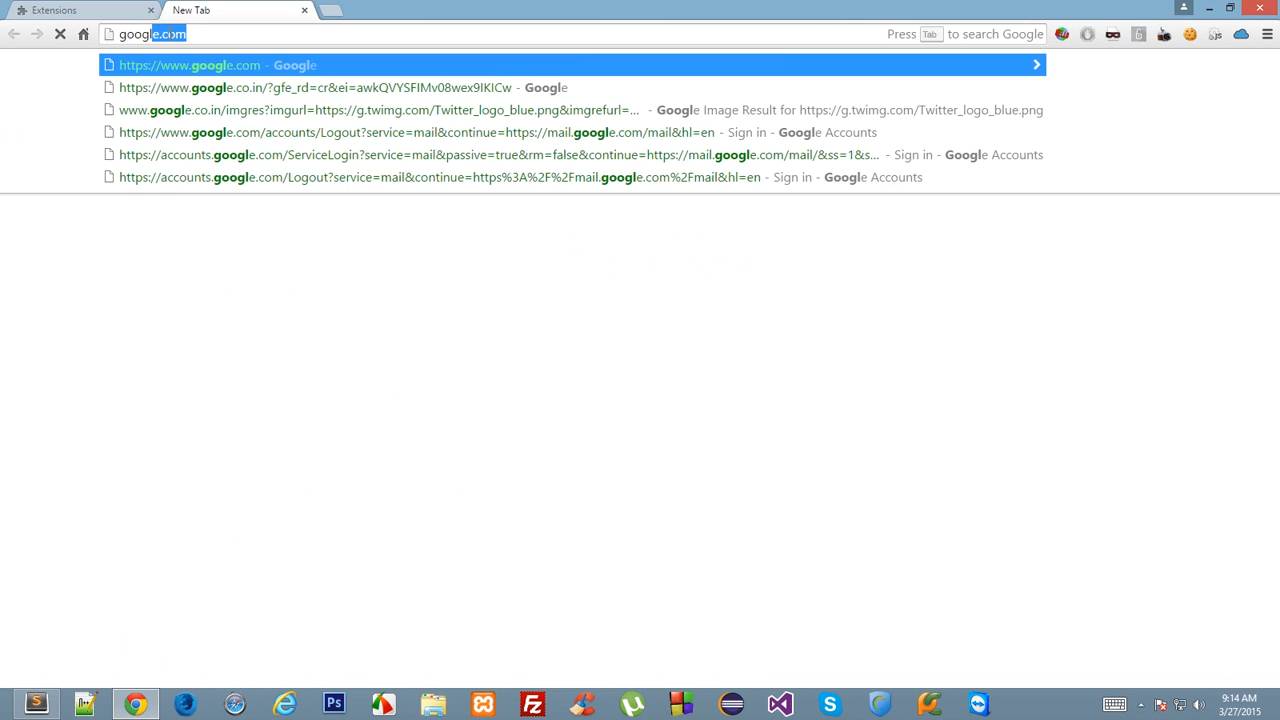 Extensions
New Tab
google.com
Press Tab to search Google
https://www.google.com - Google
https://www.google.co.in/?gfe_rd=cr&ei=awkQVYSFIMv08wex9IKICw - Google
www.google.co.in/imgres?imgurl=https://g.twimg.com/Twitter_logo_blue.png&imgrefurl=... - Google Image Result for https://g.twimg.com/Twitter_logo_blue.png
https://www.google.com/accounts/Logout?service=mail&continue=https://mail.google.com/mail&hl=en - Sign in - Google Accounts
https://accounts.google.com/ServiceLogin?service=mail&passive=true&rm=false&continue=https://mail.google.com/mail/&ss=1&s... - Sign in - Google Accounts
https://accounts.google.com/Logout?service=mail&continue=https%3A%2F%2Fmail.google.com%2Fmail&hl=en - Sign in - Google Accounts
9:14 AM
3/27/2015